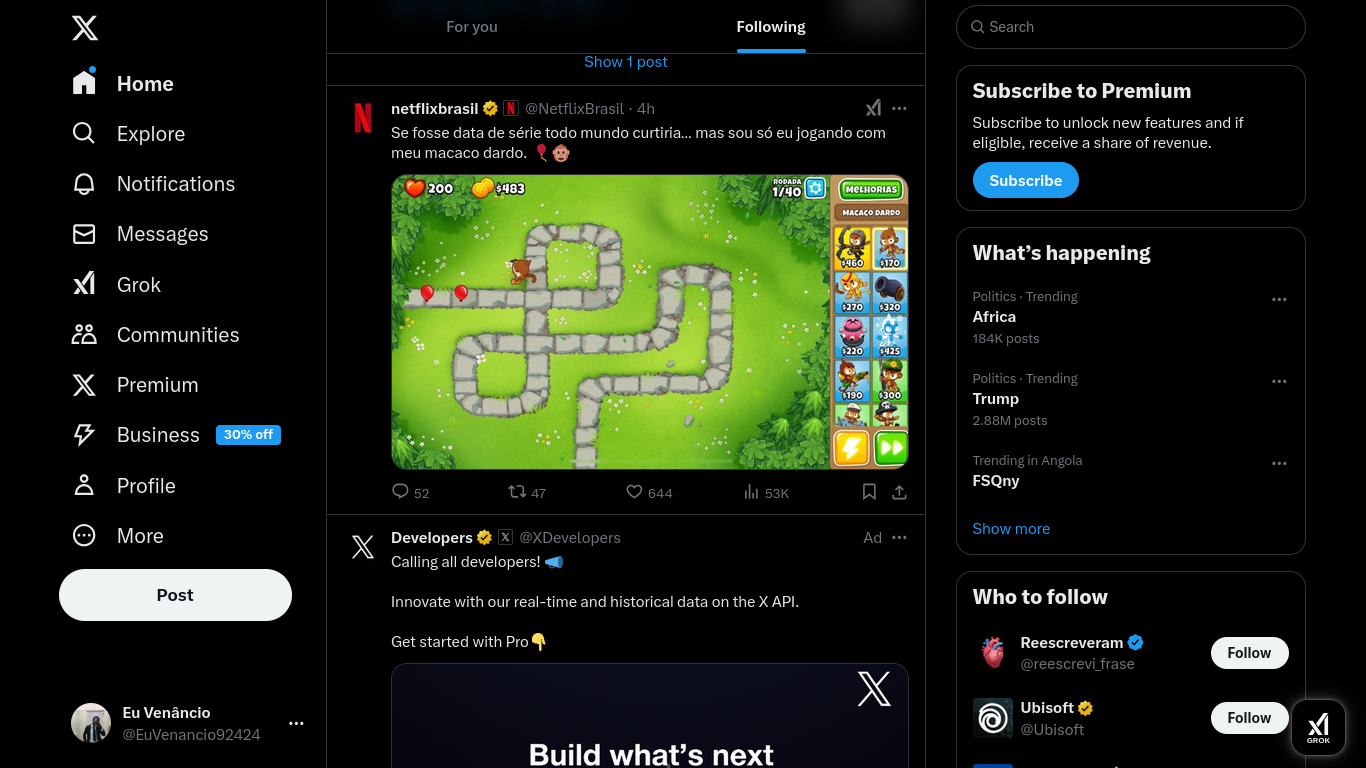 Home
Explore
Notifications
Messages
Grok
Communities
Premium
Business 30% off
Profile
More
Post
Eu Venâncio
@EuVenancio92424
For you Following
Show 1 post
netflixbrasil @NetflixBrasil · 4h
Se fosse data de série todo mundo curtiria... mas sou só eu jogando com
meu macaco dardo.
200 $483 RODADA 1/40 MELHORIAS
MACACO DARDO
$460 $170
$270 $320
$220 $425
$190 $300
52 47 644 53K
Developers @XDevelopers Ad
Calling all developers!
Innovate with our real-time and historical data on the X API.
Get started with Pro
Build what's next
Search
Subscribe to Premium
Subscribe to unlock new features and if
eligible, receive a share of revenue.
Subscribe
What's happening
Politics · Trending
Africa
184K posts
Politics · Trending
Trump
2.88M posts
Trending in Angola
FSQny
Show more
Who to follow
Reescreveram
@reescrevi_frase
Follow
Ubisoft
@Ubisoft
Follow
GROK